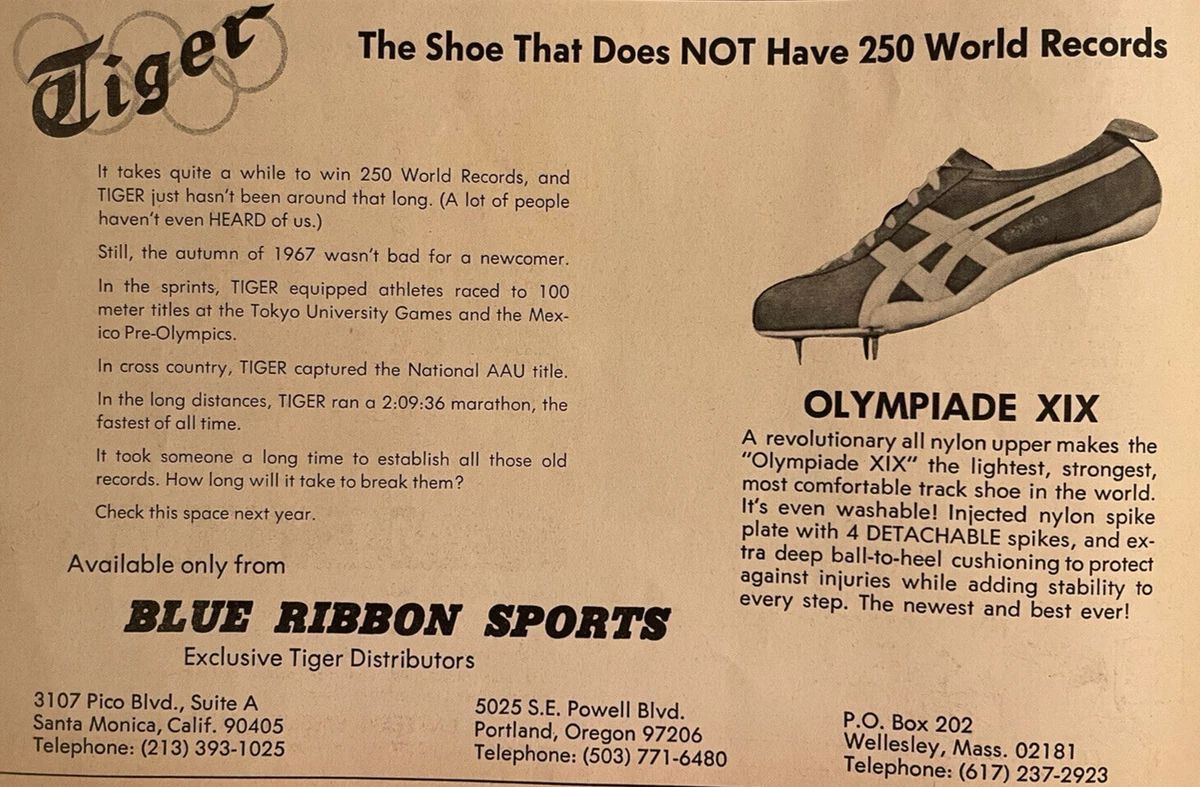 Tiger
The Shoe That Does NOT Have 250 World Records
It takes quite a while to win 250 World Records, and
TIGER just hasn't been around that long. (A lot of people
haven't even HEARD of us.)
Still, the autumn of 1967 wasn't bad for a newcomer.
In the sprints, TIGER equipped athletes raced to 100
meter titles at the Tokyo University Games and the Mex-
ico Pre-Olympics.
In cross country, TIGER captured the National AAU title.
In the long distances, TIGER ran a 2:09:36 marathon, the
fastest of all time.
It took someone a long time to establish all those old
records. How long will it take to break them?
Check this space next year.
OLYMPIADE XIX
A revolutionary all nylon upper makes the
"Olympiade XIX" the lightest, strongest,
most comfortable track shoe in the world.
It's even washable! Injected nylon spike
plate with 4 DETACHABLE spikes, and ex-
tra deep ball-to-heel cushioning to protect
against injuries while adding stability to
every step. The newest and best ever!
Available only from
BLUE RIBBON SPORTS
Exclusive Tiger Distributors
3107 Pico Blvd., Suite A
Santa Monica, Calif. 90405
Telephone: (213) 393-1025
5025 S.E. Powell Blvd.
Portland, Oregon 97206
Telephone: (503) 771-6480
P.O. Box 202
Wellesley, Mass. 02181
Telephone: (617) 237-2923